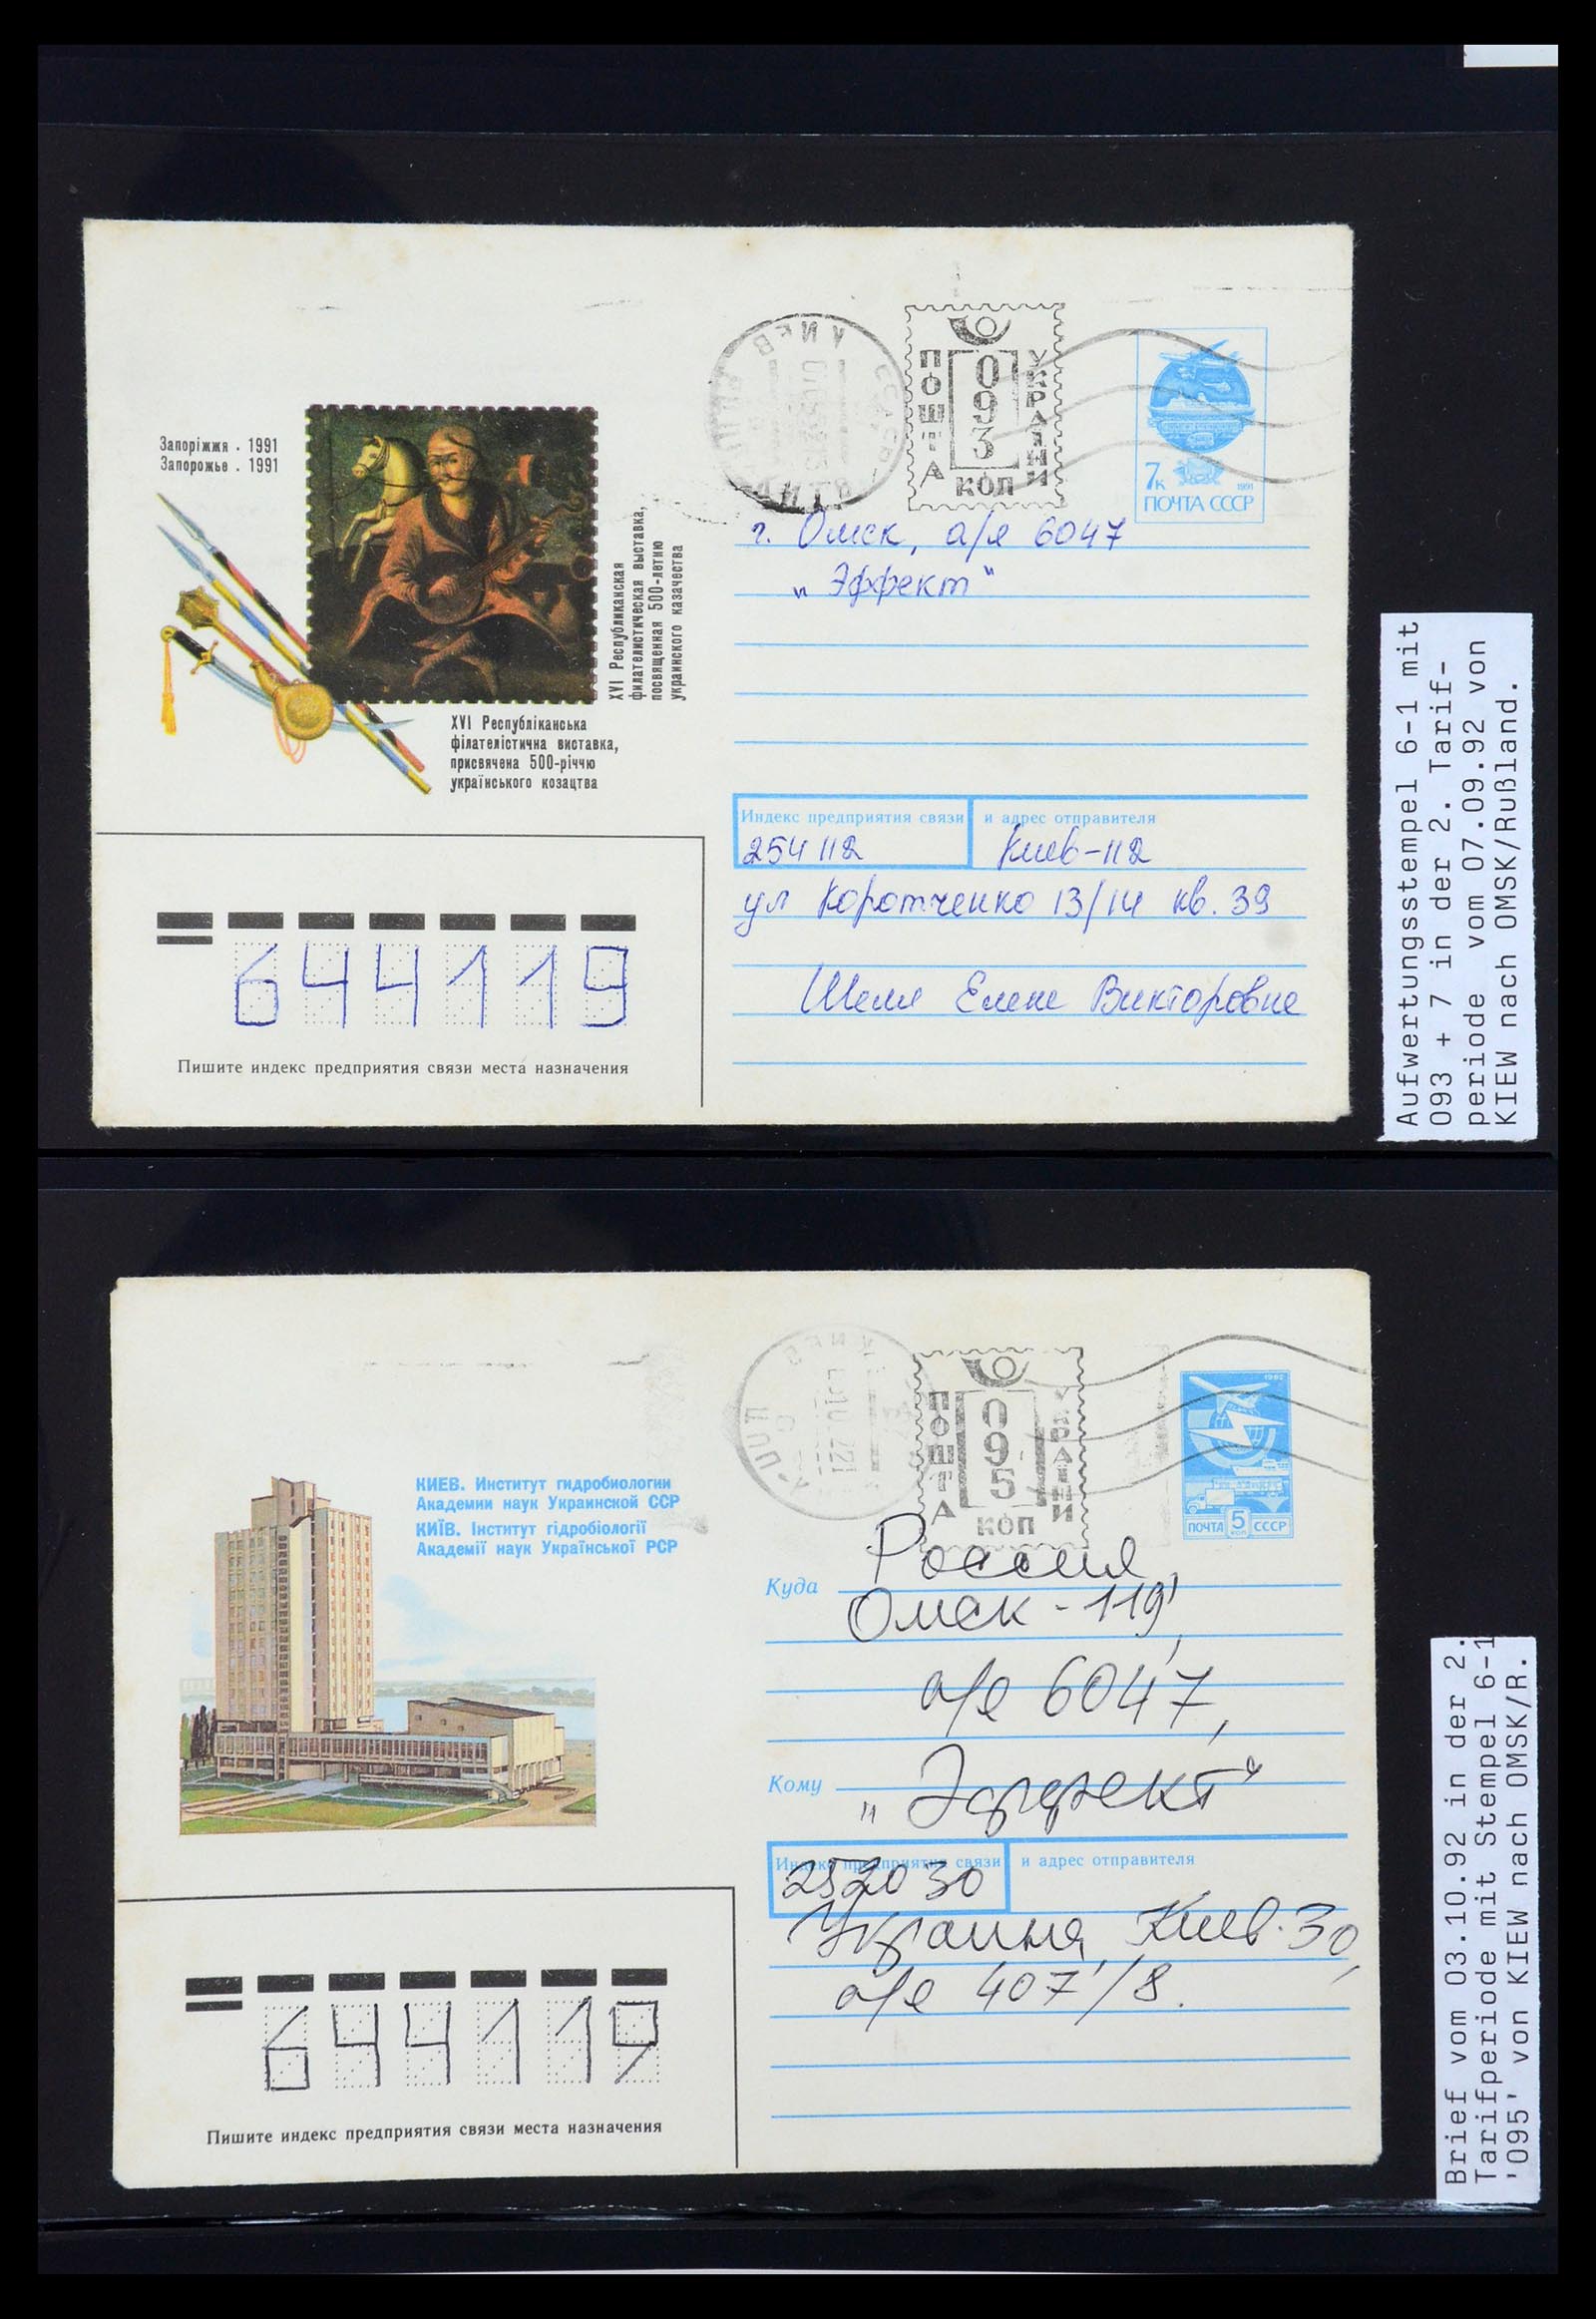 Запоріжжя . 1991
Запорожье . 1991
XVI Республиканская
филателистическая выставка,
посвященная 500-летию
украинского казачества
XVI Республіканська
філателістична виставка,
присвячена 500-річчю
українського козацтва
КИЕВ
ПОШТА
093
КОП
УКРАЇНИ
7к
1991
ПОЧТА СССР
г. Омск, а/я 6047
"Эффект"
Индекс предприятия связи
и адрес отправителя
254112
Киев-112
ул Коротченко 13/14 кв. 39
Елене Викторовне
644119
Пишите индекс предприятия связи места назначения
Aufwertungsstempel 6-1 mit
093 + 7 in der 2. Tarif-
periode vom 07.09.92 von
KIEW nach OMSK/Rußland.
КИЕВ. Институт гидробиологии
Академии наук Украинской ССР
КИЇВ. Інститут гідробіології
Академії наук Української РСР
ПОШТА
095
КОП
УКРАЇНИ
1982
ПОЧТА 5 КОП СССР
Куда
Россия,
Омск-119,
а/я 6047,
Кому
"Эффект"
Индекс предприятия связи
и адрес отправителя
252030
Украина, Киев-30,
а/я 407/8.
644119
Пишите индекс предприятия связи места назначения
Brief vom 03.10.92 in der 2.
Tarifperiode mit Stempel 6-1
'095' von KIEW nach OMSK/R.